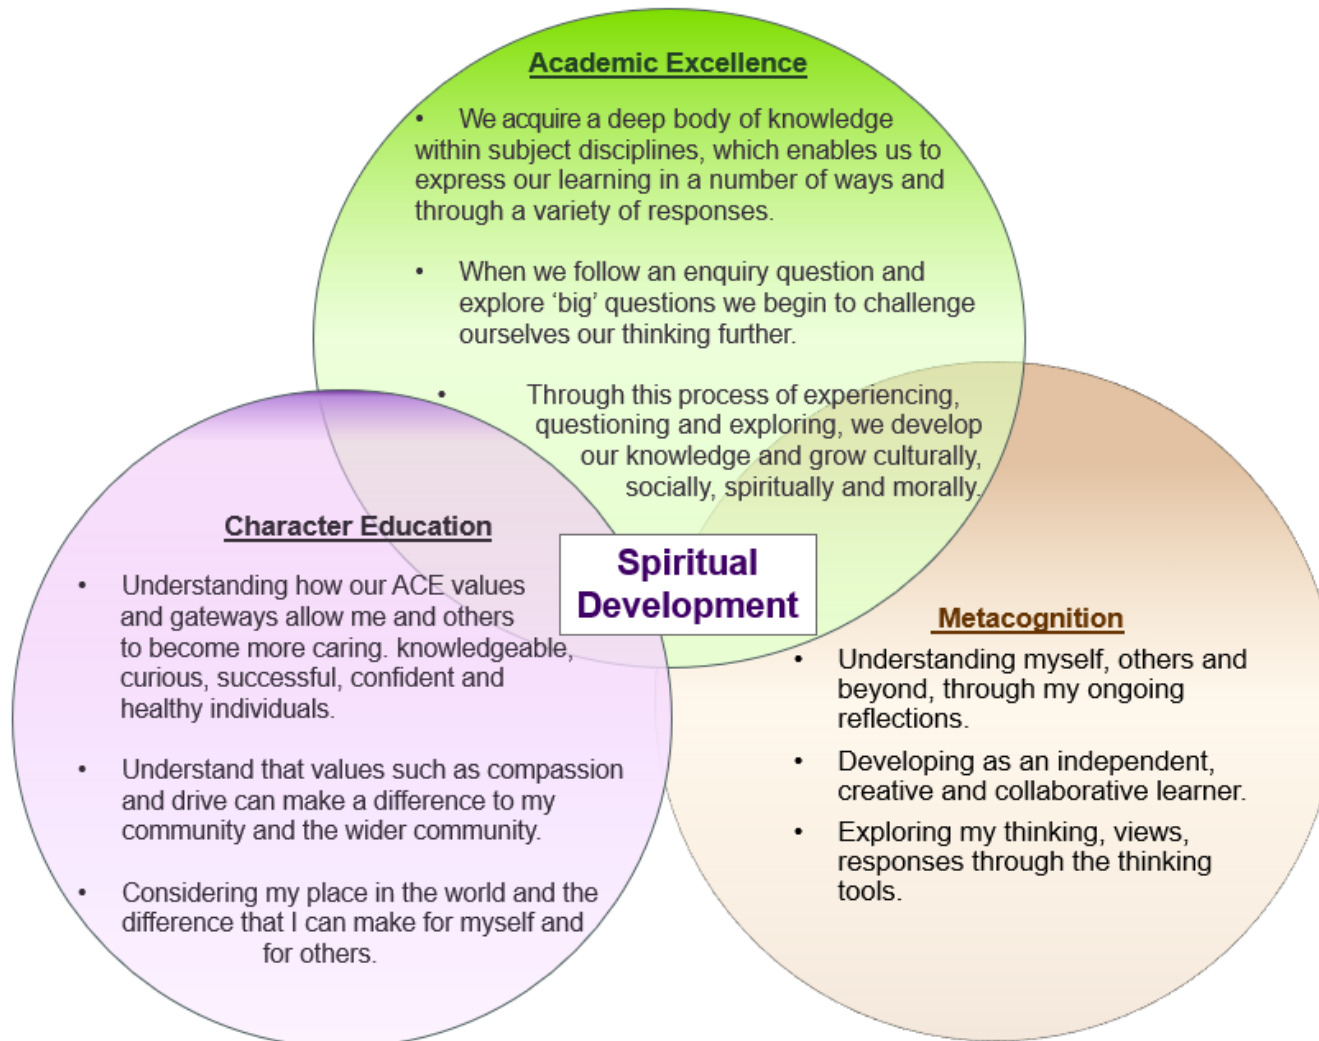 Academic Excellence
• We acquire a deep body of knowledge
within subject disciplines, which enables us to
express our learning in a number of ways and
through a variety of responses.
• When we follow an enquiry question and
explore ‘big’ questions we begin to challenge
ourselves our thinking further.
• Through this process of experiencing,
questioning and exploring, we develop
our knowledge and grow culturally,
socially, spiritually and morally.
Spiritual
Development
Character Education
• Understanding how our ACE values
and gateways allow me and others
to become more caring. knowledgeable,
curious, successful, confident and
healthy individuals.
• Understand that values such as compassion
and drive can make a difference to my
community and the wider community.
• Considering my place in the world and the
difference that I can make for myself and
for others.
Metacognition
• Understanding myself, others and
beyond, through my ongoing
reflections.
• Developing as an independent,
creative and collaborative learner.
• Exploring my thinking, views,
responses through the thinking
tools.